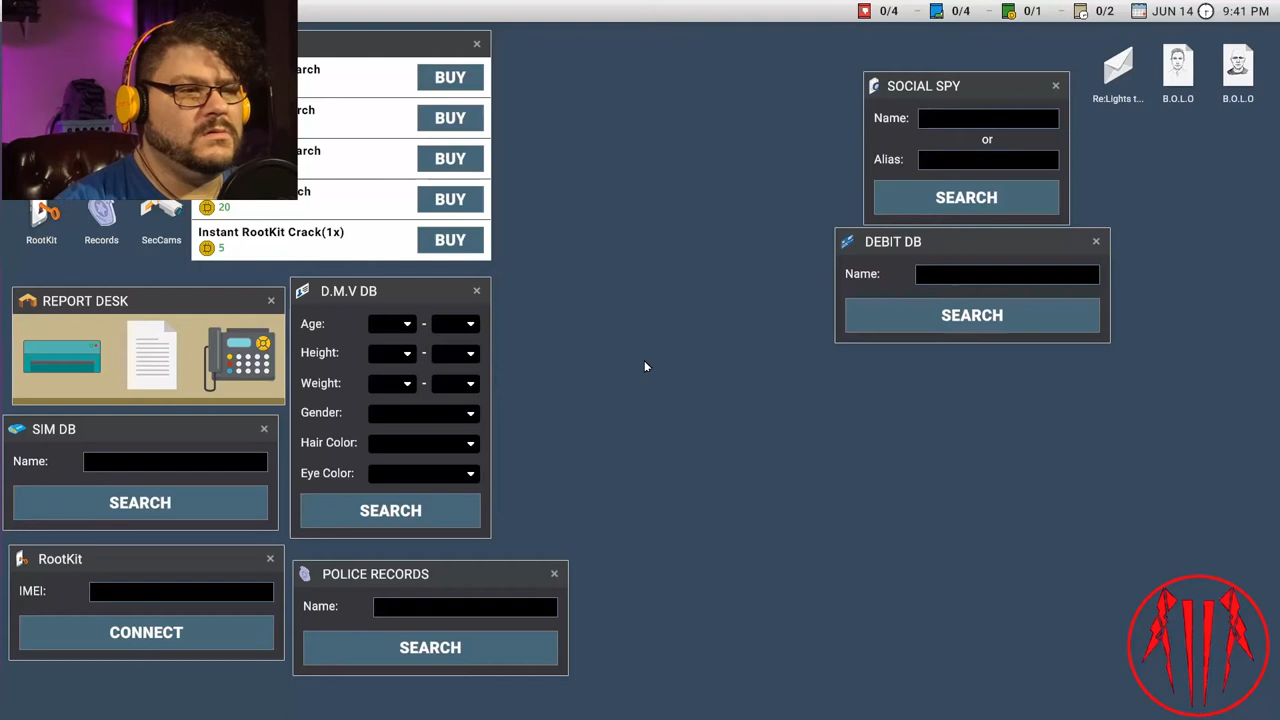 0/4 0/4 0/1 0/2 JUN 14 9:41 PM
arch
BUY
rch
BUY
arch
BUY
ch
20
BUY
Instant RootKit Crack(1x)
5
BUY
RootKit
Records
SecCams
SOCIAL SPY
Name:
or
Alias:
SEARCH
Re:Lights t...
B.O.L.O
B.O.L.O
DEBIT DB
Name:
SEARCH
REPORT DESK
D.M.V DB
Age: -
Height: -
Weight: -
Gender:
Hair Color:
Eye Color:
SEARCH
SIM DB
Name:
SEARCH
RootKit
IMEI:
CONNECT
POLICE RECORDS
Name:
SEARCH